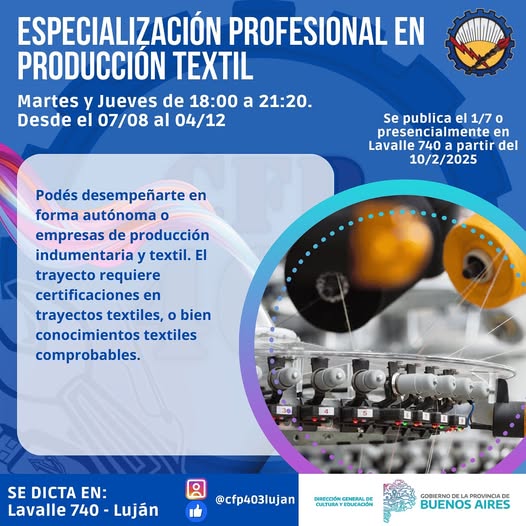 ESPECIALIZACIÓN PROFESIONAL EN
PRODUCCIÓN TEXTIL
Martes y Jueves de 18:00 a 21:20.
Desde el 07/08 al 04/12
Se publica el 1/7 o
presencialmente en
Lavalle 740 a partir del
10/2/2025
Podés desempeñarte en
forma autónoma o
empresas de producción
indumentaria y textil. El
trayecto requiere
certificaciones en
trayectos textiles, o bien
conocimientos textiles
comprobables.
3 4 5
SE DICTA EN:
Lavalle 740 - Luján
@cfp403lujan
DIRECCIÓN GENERAL DE
CULTURA Y EDUCACIÓN
GOBIERNO DE LA PROVINCIA DE
BUENOS AIRES